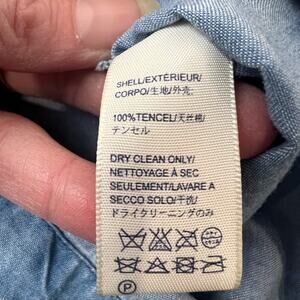 SHELL/EXTÉRIEUR/
CORPO/生地/外壳/
100%TENCEL/天丝棉/
テンセル
DRY CLEAN ONLY/
NETTOYAGE À SEC
SEULEMENT/LAVARE A
SECCO SOLO/干洗/
ドライクリーニングのみ
P